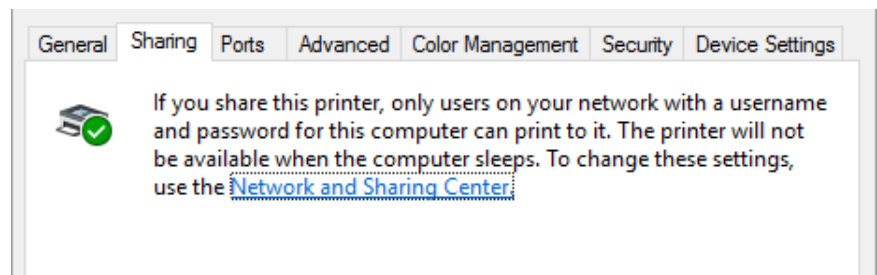 General Sharing Ports Advanced Color Management Security Device Settings
If you share this printer, only users on your network with a username
and password for this computer can print to it. The printer will not
be available when the computer sleeps. To change these settings,
use the Network and Sharing Center.